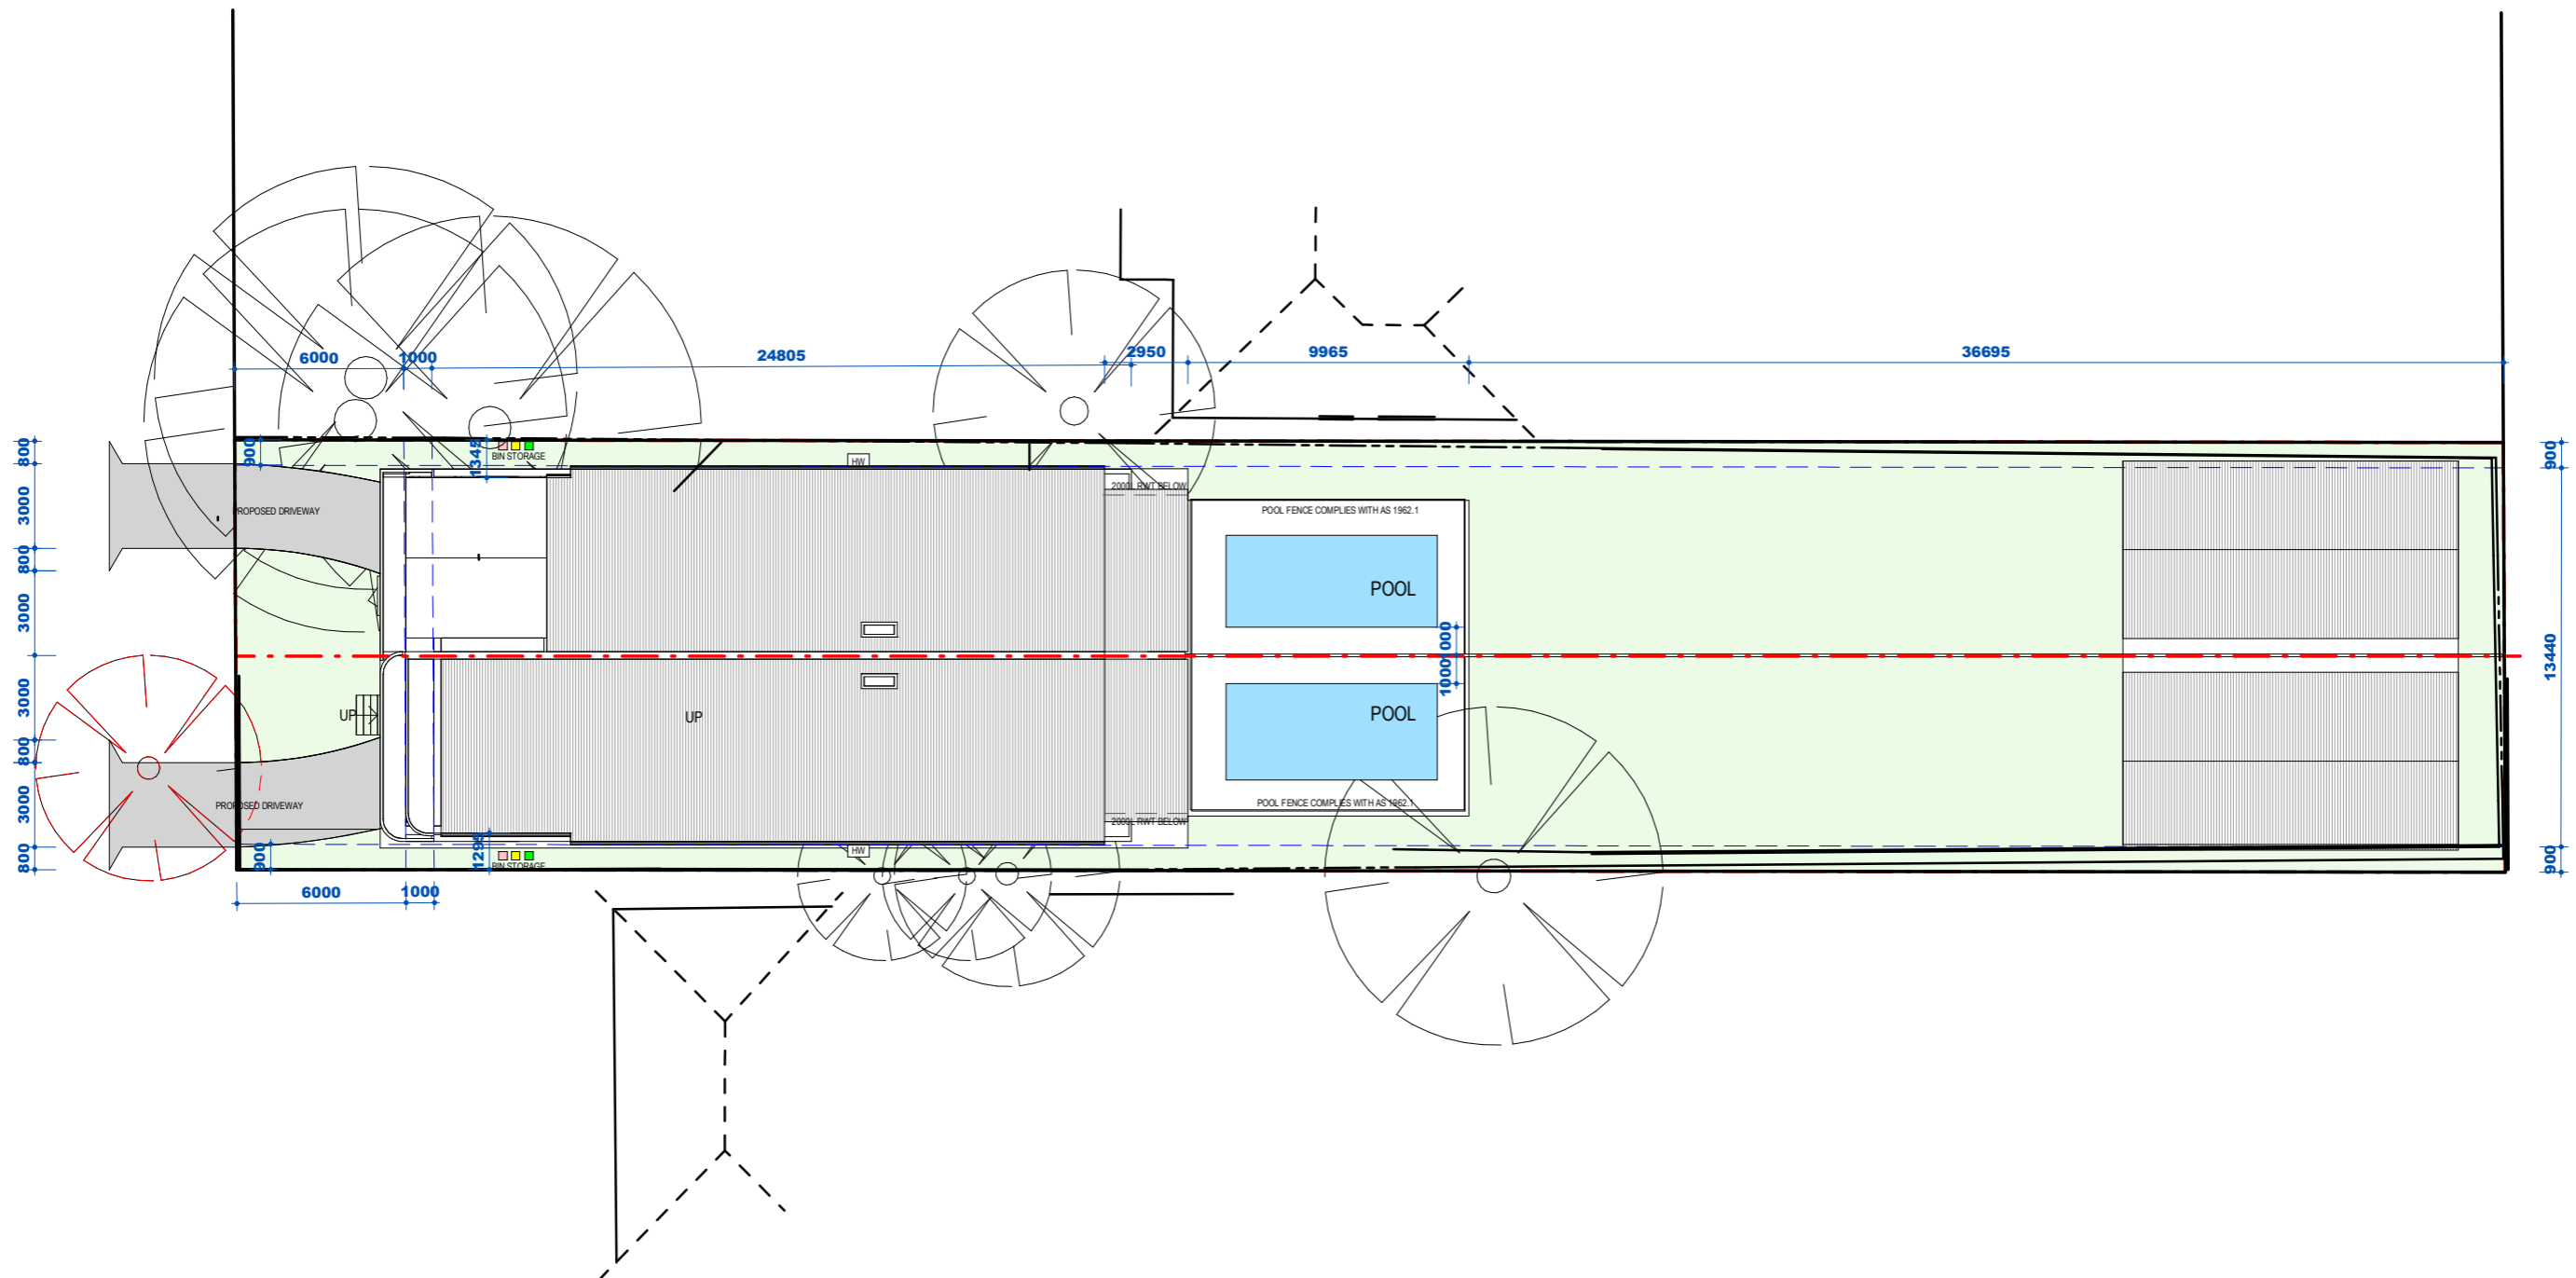 6000
1000
24805
2950
9965
36695
800
3000
800
3000
3000
800
3000
800
900
1345
BIN STORAGE
HW
2000L RWT BELOW
PROPOSED DRIVEWAY
POOL FENCE COMPLIES WITH AS 1962.1
POOL
1000
1000
POOL
UP
UP
PROPOSED DRIVEWAY
POOL FENCE COMPLIES WITH AS 1962.1
2000L RWT BELOW
HW
1295
900
BIN STORAGE
6000
1000
900
13440
900